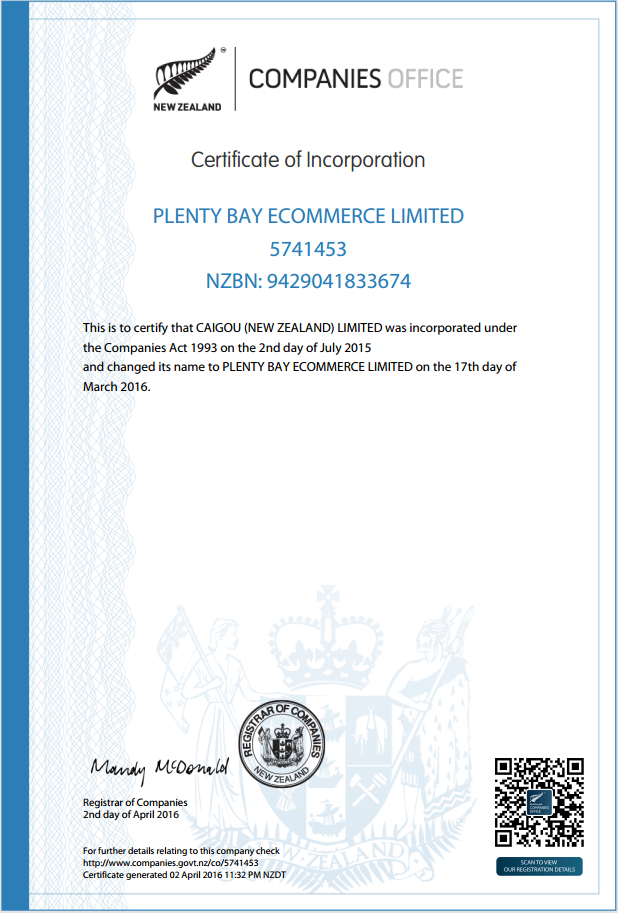 NEW ZEALAND
COMPANIES OFFICE
Certificate of Incorporation
PLENTY BAY ECOMMERCE LIMITED
5741453
NZBN: 9429041833674
This is to certify that CAIGOU (NEW ZEALAND) LIMITED was incorporated under
the Companies Act 1993 on the 2nd day of July 2015
and changed its name to PLENTY BAY ECOMMERCE LIMITED on the 17th day of
March 2016.
REGISTRAR OF COMPANIES
NEW ZEALAND
Mandy McDonald
Registrar of Companies
2nd day of April 2016
For further details relating to this company check
http://www.companies.govt.nz/co/5741453
Certificate generated 02 April 2016 11:32 PM NZDT
NEW ZEALAND
COMPANIES
OFFICE
SCAN TO VIEW
OUR REGISTRATION DETAILS